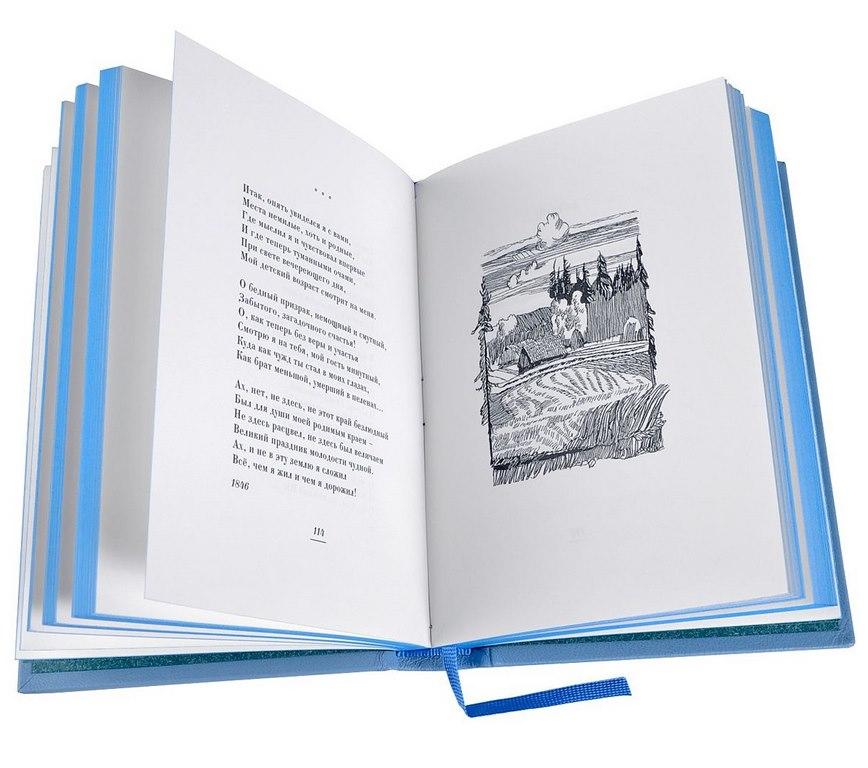 * * *
Итак, опять увиделся я с вами,
Места немилые, хоть и родные,
Где мыслил я и чувствовал впервые
И где теперь туманными очами,
При свете вечереющего дня,
Мой детский возраст смотрит на меня.
О бедный призрак, немощный и смутный,
Забытого, загадочного счастья!
О, как теперь без веры и участья
Смотрю я на тебя, мой гость минутный,
Куда как чужд ты стал в моих глазах,
Как брат меньшой, умерший в пеленах...
Ах, нет, не здесь, не этот край безлюдный
Был для души моей родимым краем –
Не здесь расцвел, не здесь был величаем
Великий праздник молодости чудной.
Ах, и не в эту землю я сложил
Всё, чем я жил и чем я дорожил!
1846
114